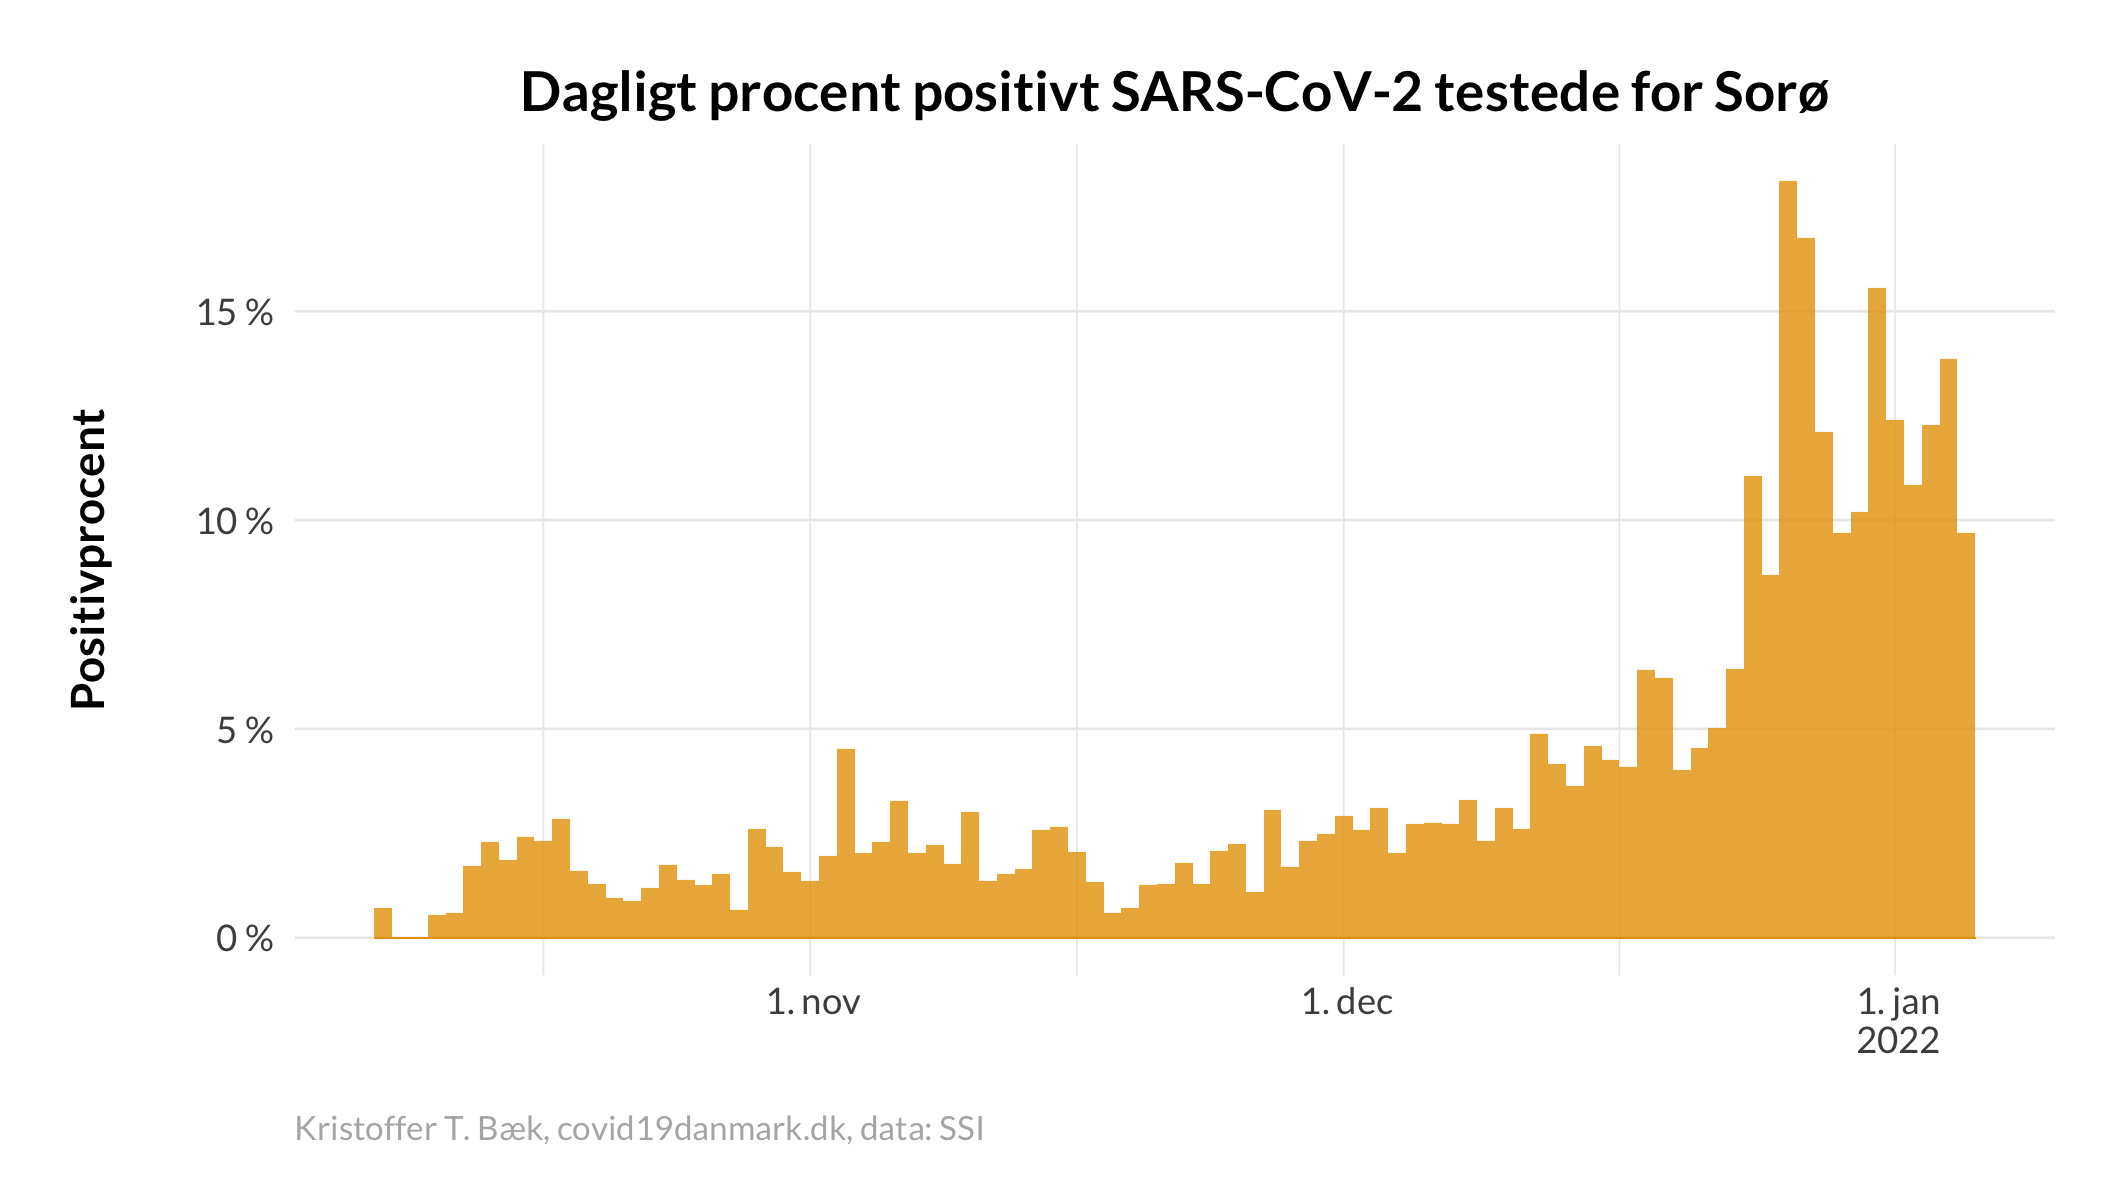 Dagligt procent positivt SARS-CoV-2 testede for Sorø
Positivprocent
15 %
10 %
5 %
0 %
1. nov
1. dec
1. jan
2022
Kristoffer T. Bæk, covid19danmark.dk, data: SSI